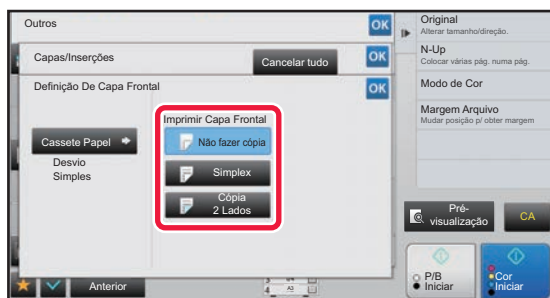 Outros
OK
Capas/Inserções
Cancelar tudo
OK
Definição De Capa Frontal
OK
Imprimir Capa Frontal
Cassete Papel
Não fazer cópia
Desvio
Simples
Simplex
Cópia
2 Lados
Anterior
4 A3
Original
Alterar tamanho/direção.
N-Up
Colocar várias pág. numa pág.
Modo de Cor
Margem Arquivo
Mudar posição p/ obter margem
Pré-
visualização
CA
P/B
Iniciar
Cor
Iniciar